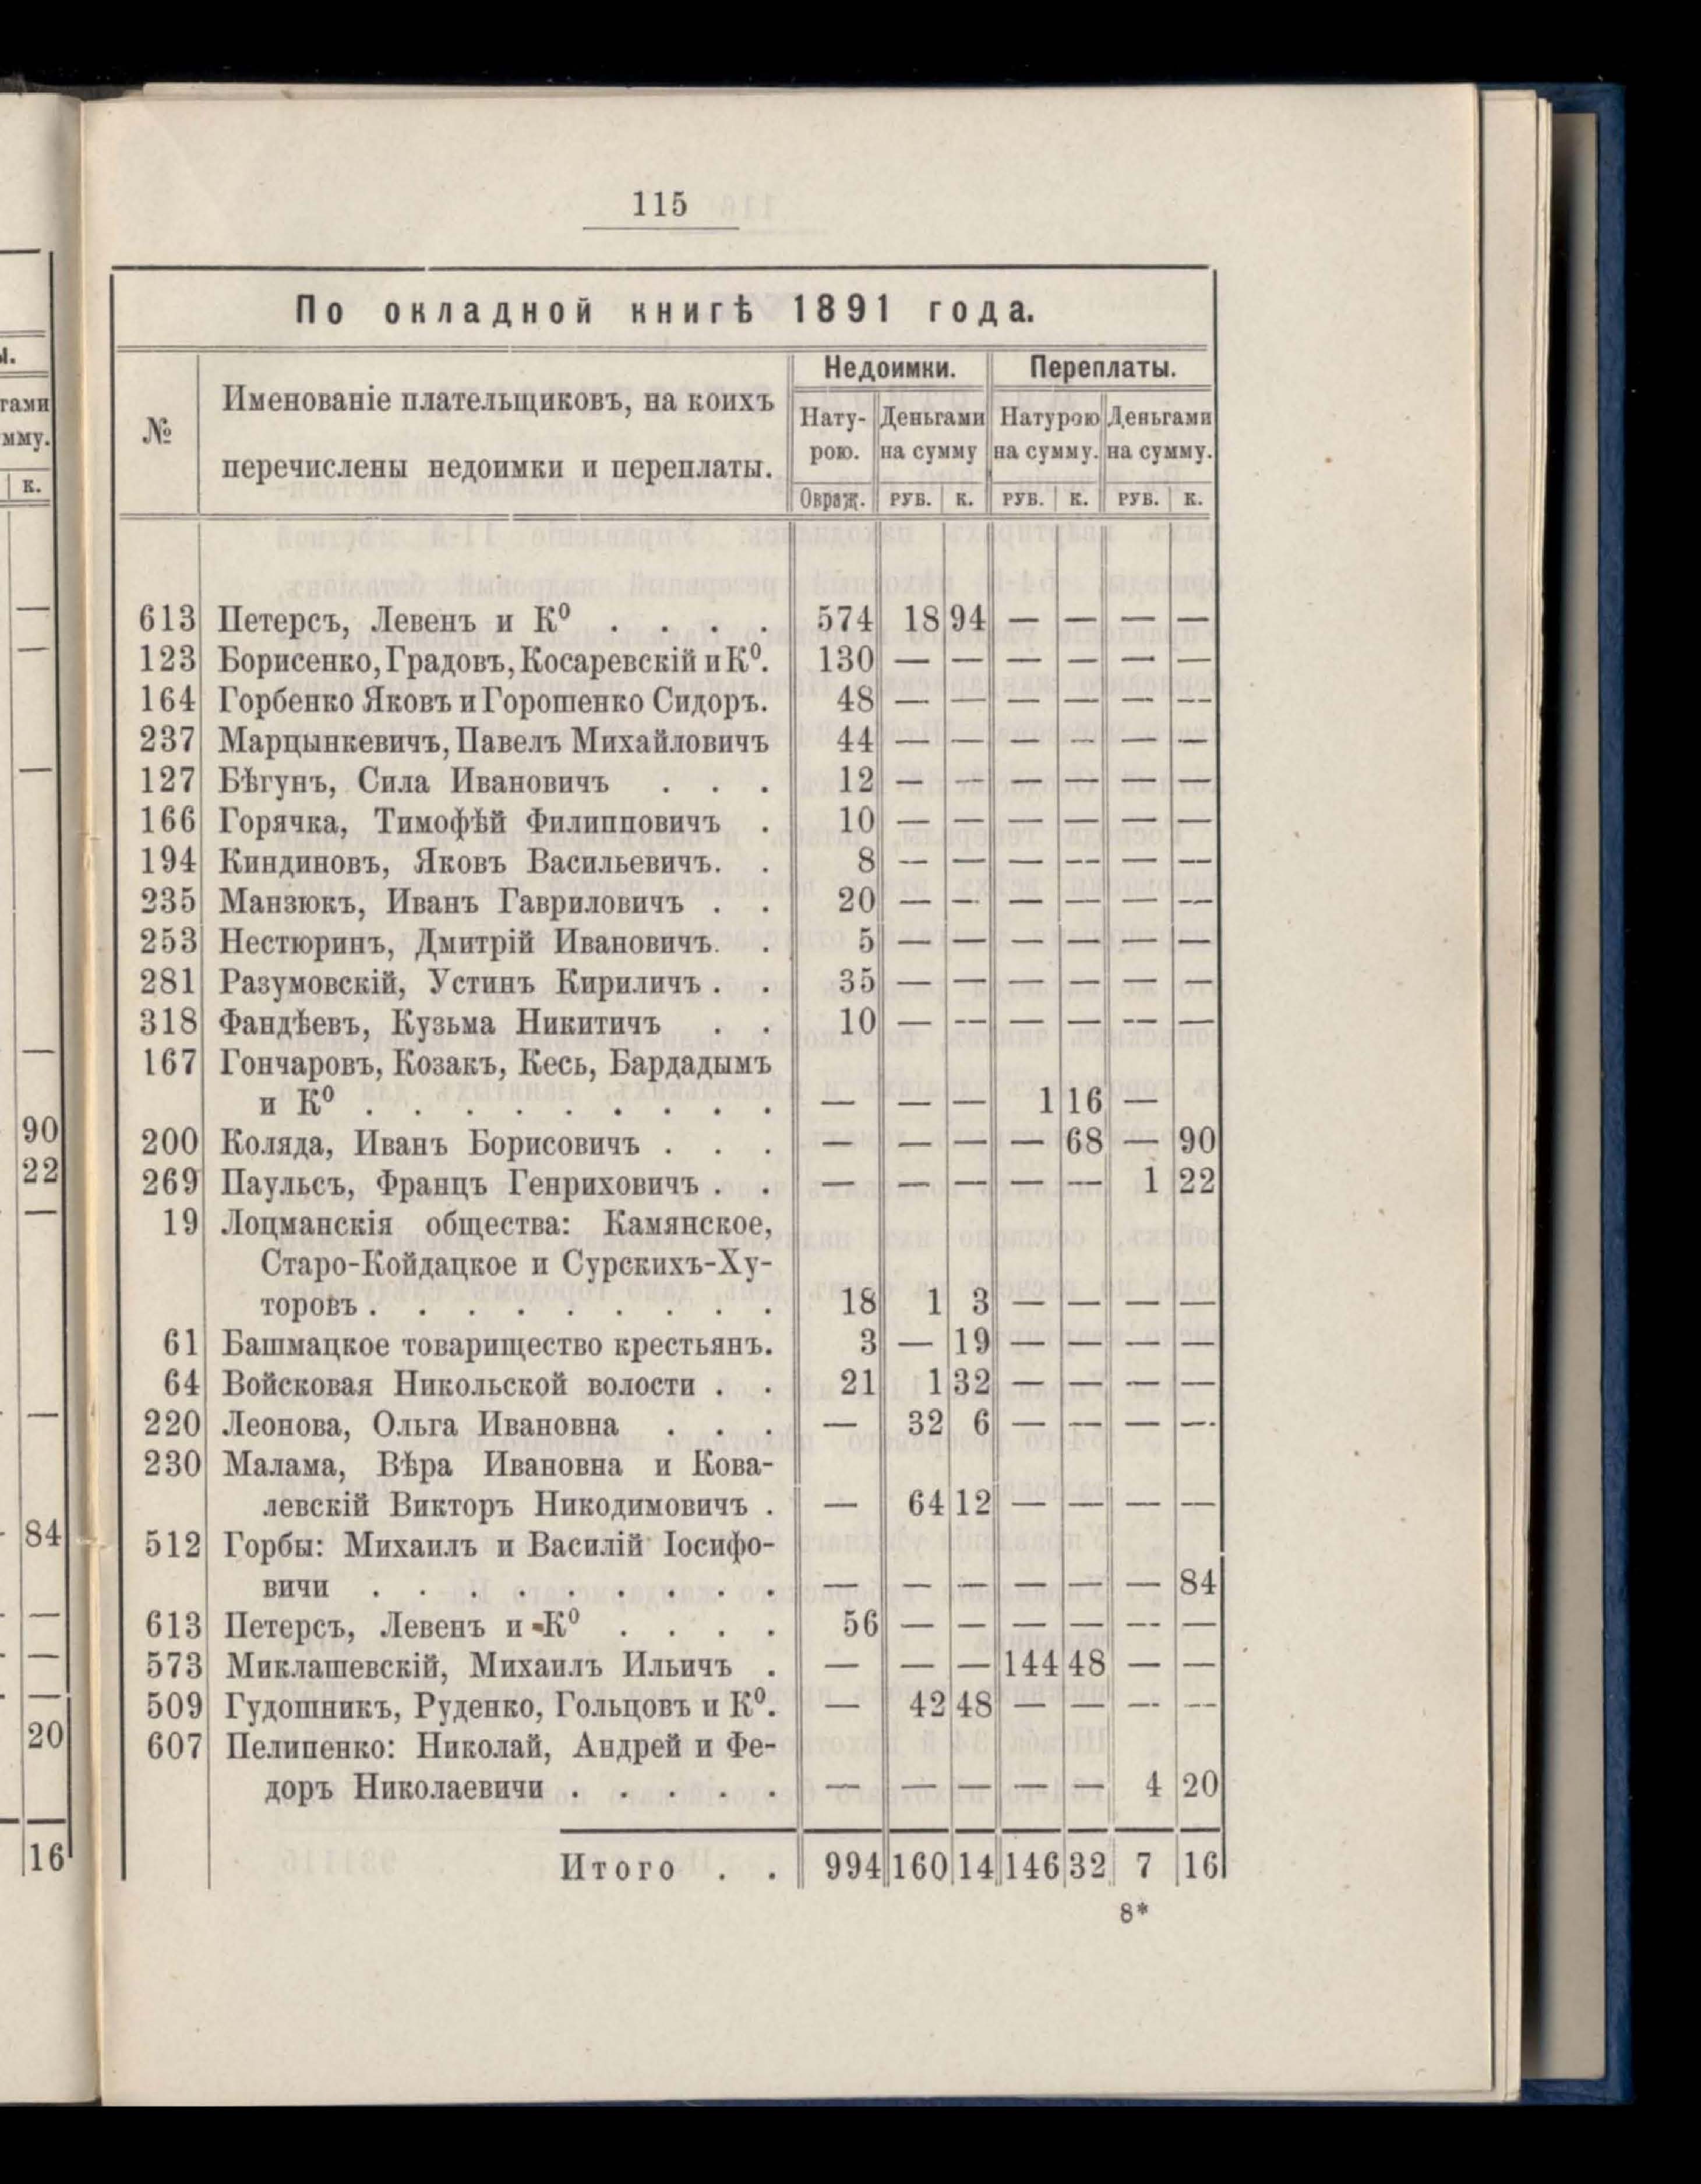 115
По окладной книгѣ 1891 года.
№ Именованіе плательщиковъ, на коихъ перечислены недоимки и переплаты. Недоимки. Переплаты.
Нату- Деньгами Натурою Деньгами
рою. на сумму на сумму. на сумму.
Овраж. РУБ. К. РУБ. К. РУБ. К.
613 Петерсъ, Левенъ и К⁰ . . . . 574 18 94 — — — —
123 Борисенко, Градовъ, Косаревскій и К⁰. 130 — — — — — —
164 Горбенко Яковъ и Горошенко Сидоръ. 48 — — — — — —
237 Марцынкевичъ, Павелъ Михайловичъ 44 — — — — — —
127 Бѣгунъ, Сила Ивановичъ . . . 12 — — — — — —
166 Горячка, Тимофѣй Филипповичъ . 10 — — — — — —
194 Киндиновъ, Яковъ Васильевичъ. . 8 — — — — — —
235 Манзюкъ, Иванъ Гавриловичъ . . 20 — — — — — —
253 Нестюринъ, Дмитрій Ивановичъ. . 5 — — — — — —
281 Разумовскій, Устинъ Кириличъ . . 35 — — — — — —
318 Фандѣевъ, Кузьма Никитичъ . . 10 — — — — — —
167 Гончаровъ, Козакъ, Кесь, Бардадымъ
и К⁰ . . . . . . . . . — — — 1 16 —
200 Коляда, Иванъ Борисовичъ . . . — — — — 68 — 90
269 Паульсъ, Францъ Генриховичъ . . — — — — — 1 22
19 Лоцманскія общества: Камянское,
Старо-Койдацкое и Сурскихъ-Ху-
торовъ . . . . . . . . . 18 1 3 — — — —
61 Башмацкое товарищество крестьянъ. 3 — 19 — — — —
64 Войсковая Никольской волости . . 21 1 32 — — — —
220 Леонова, Ольга Ивановна . . . — 32 6 — — — —
230 Малама, Вѣра Ивановна и Кова-
левскій Викторъ Никодимовичъ . — 64 12 — — — —
512 Горбы: Михаилъ и Василій Іосифо-
вичи . . . . . . . . . — — — — — — 84
613 Петерсъ, Левенъ и К⁰ . . . . 56 — — — — — —
573 Миклашевскій, Михаилъ Ильичъ . — — — 144 48 — —
509 Гудошникъ, Руденко, Гольцовъ и К⁰. — 42 48 — — — —
607 Пелипенко: Николай, Андрей и Фе-
доръ Николаевичи . . . . . — — — — — 4 20
Итого . . 994 160 14 146 32 7 16
8*